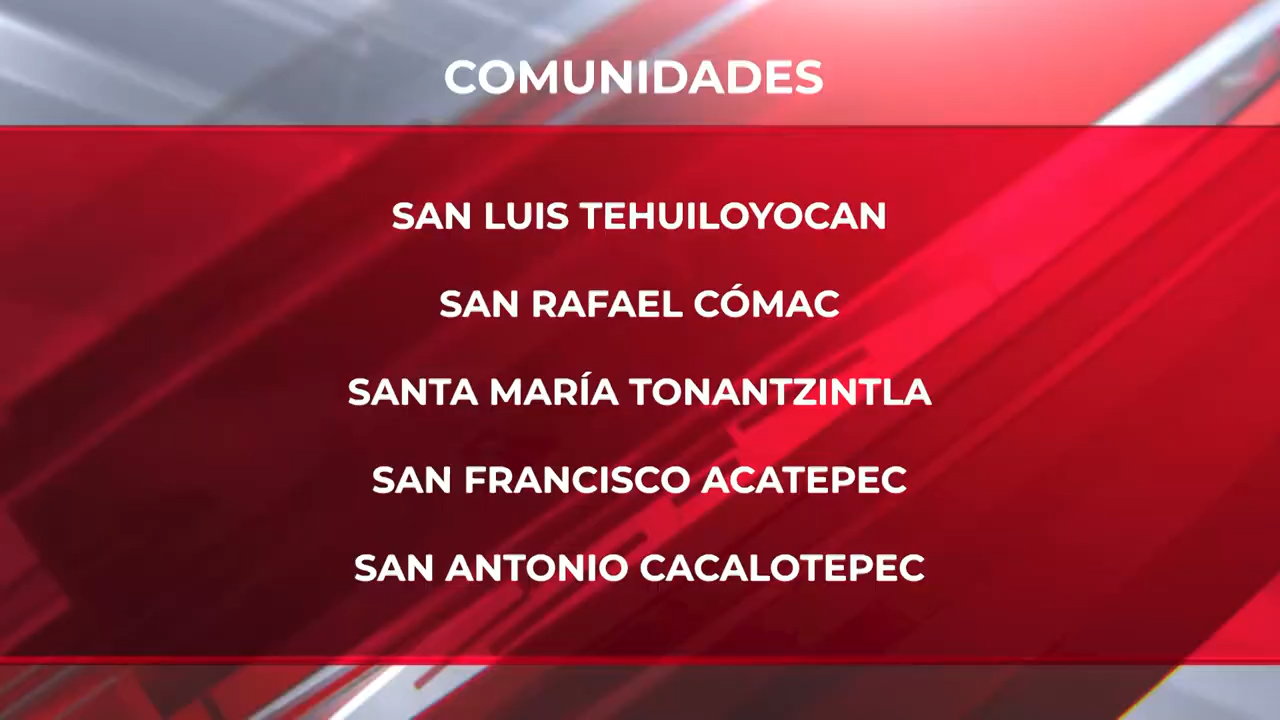 COMUNIDADES
SAN LUIS TEHUILOYOCAN
SAN RAFAEL CÓMAC
SANTA MARÍA TONANTZINTLA
SAN FRANCISCO ACATEPEC
SAN ANTONIO CACALOTEPEC